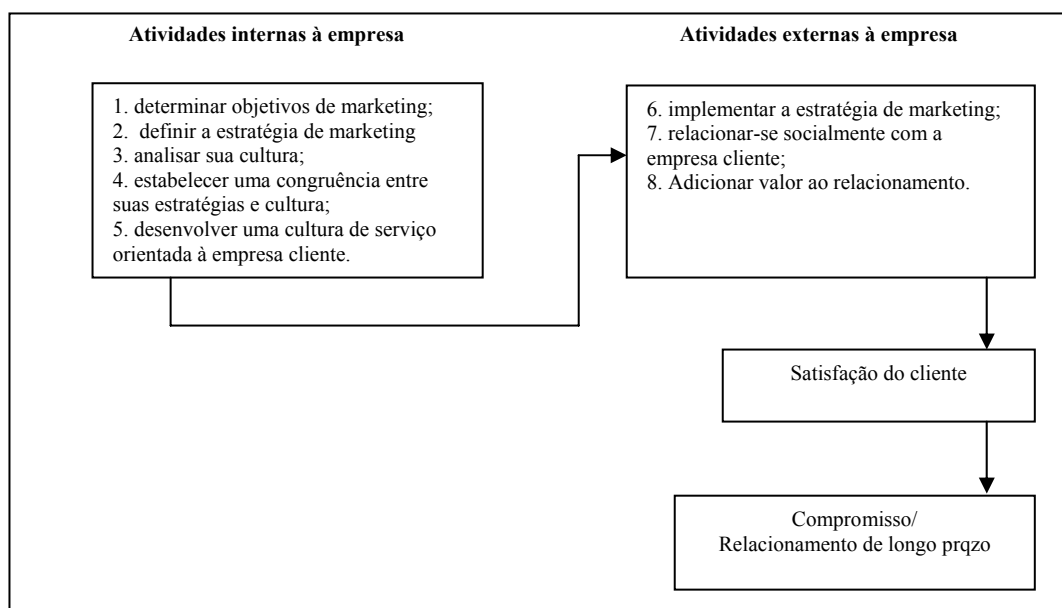 Atividades internas à empresa
1. determinar objetivos de marketing;
2. definir a estratégia de marketing
3. analisar sua cultura;
4. estabelecer uma congruência entre
suas estratégias e cultura;
5. desenvolver uma cultura de serviço
orientada à empresa cliente.
Atividades externas à empresa
6. implementar a estratégia de marketing;
7. relacionar-se socialmente com a
empresa cliente;
8. Adicionar valor ao relacionamento.
Satisfação do cliente
Compromisso/
Relacionamento de longo prqzo